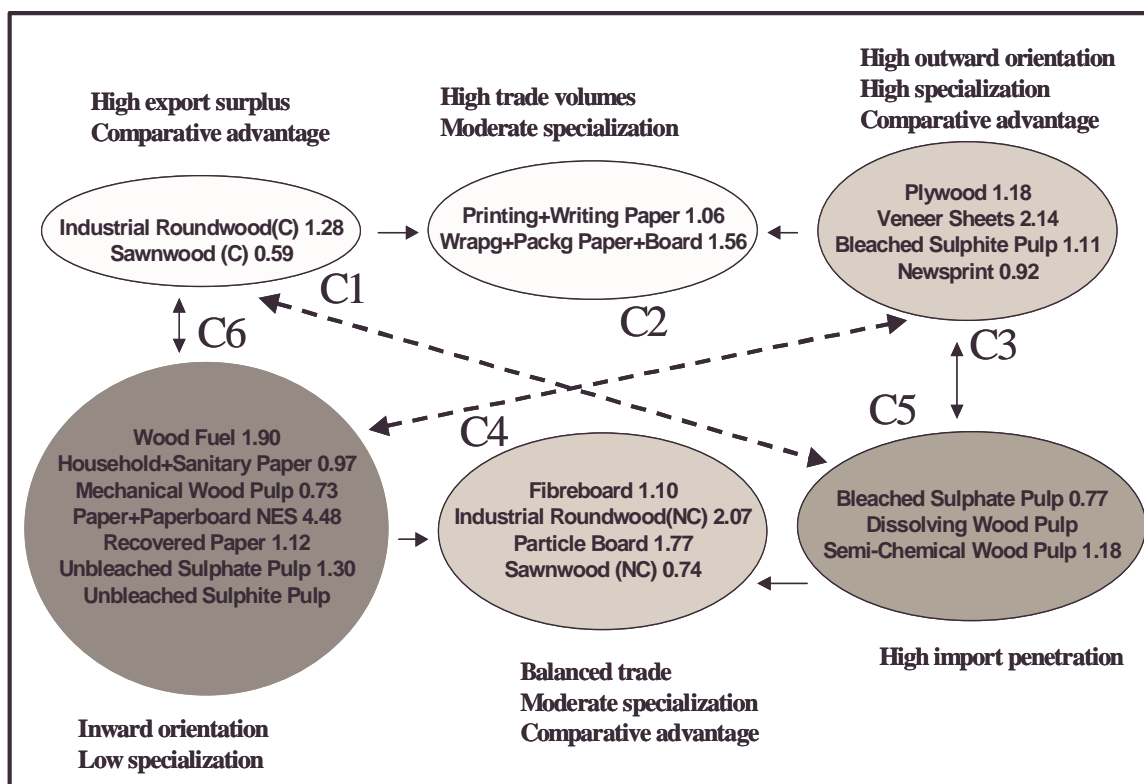 High export surplus
Comparative advantage
High trade volumes
Moderate specialization
High outward orientation
High specialization
Comparative advantage
Industrial Roundwood(C) 1.28
Sawnwood (C) 0.59
Printing+Writing Paper 1.06
Wrapg+Packg Paper+Board 1.56
Plywood 1.18
Veneer Sheets 2.14
Bleached Sulphite Pulp 1.11
Newsprint 0.92
C1
C2
C3
C6
C4
C5
Wood Fuel 1.90
Household+Sanitary Paper 0.97
Mechanical Wood Pulp 0.73
Paper+Paperboard NES 4.48
Recovered Paper 1.12
Unbleached Sulphate Pulp 1.30
Unbleached Sulphite Pulp
Fibreboard 1.10
Industrial Roundwood(NC) 2.07
Particle Board 1.77
Sawnwood (NC) 0.74
Bleached Sulphate Pulp 0.77
Dissolving Wood Pulp
Semi-Chemical Wood Pulp 1.18
Inward orientation
Low specialization
Balanced trade
Moderate specialization
Comparative advantage
High import penetration